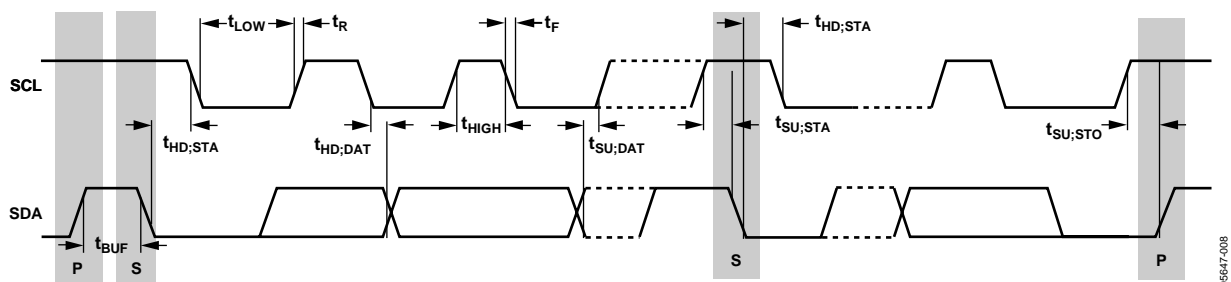 tLOW
tR
tF
tHD;STA
SCL
tHD;STA
tHD;DAT
tHIGH
tSU;DAT
tSU;STA
tSU;STO
SDA
tBUF
P
S
S
P
05647-008